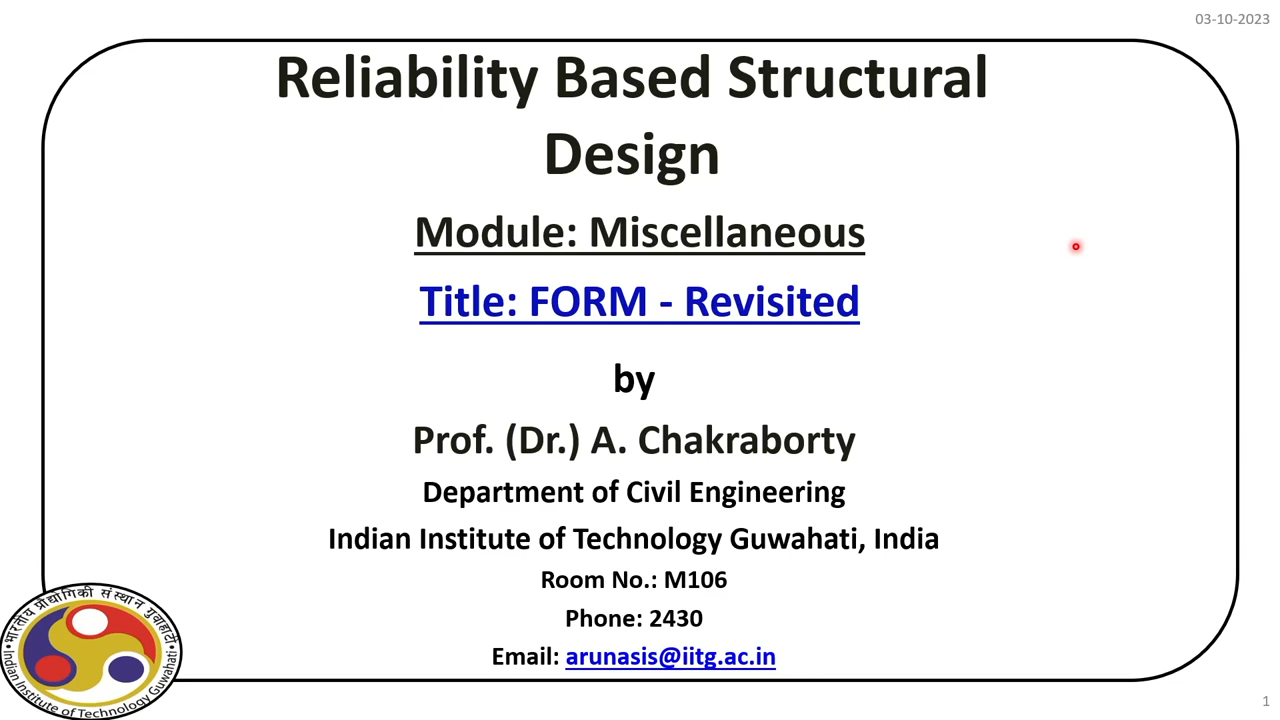 03-10-2023
Reliability Based Structural
Design
Module: Miscellaneous
Title: FORM - Revisited
by
Prof. (Dr.) A. Chakraborty
Department of Civil Engineering
Indian Institute of Technology Guwahati, India
Room No.: M106
Phone: 2430
Email: arunasis@iitg.ac.in
भारतीय प्रौद्योगिकी संस्थान गुवाहाटी
Indian Institute of Technology Guwahati
1